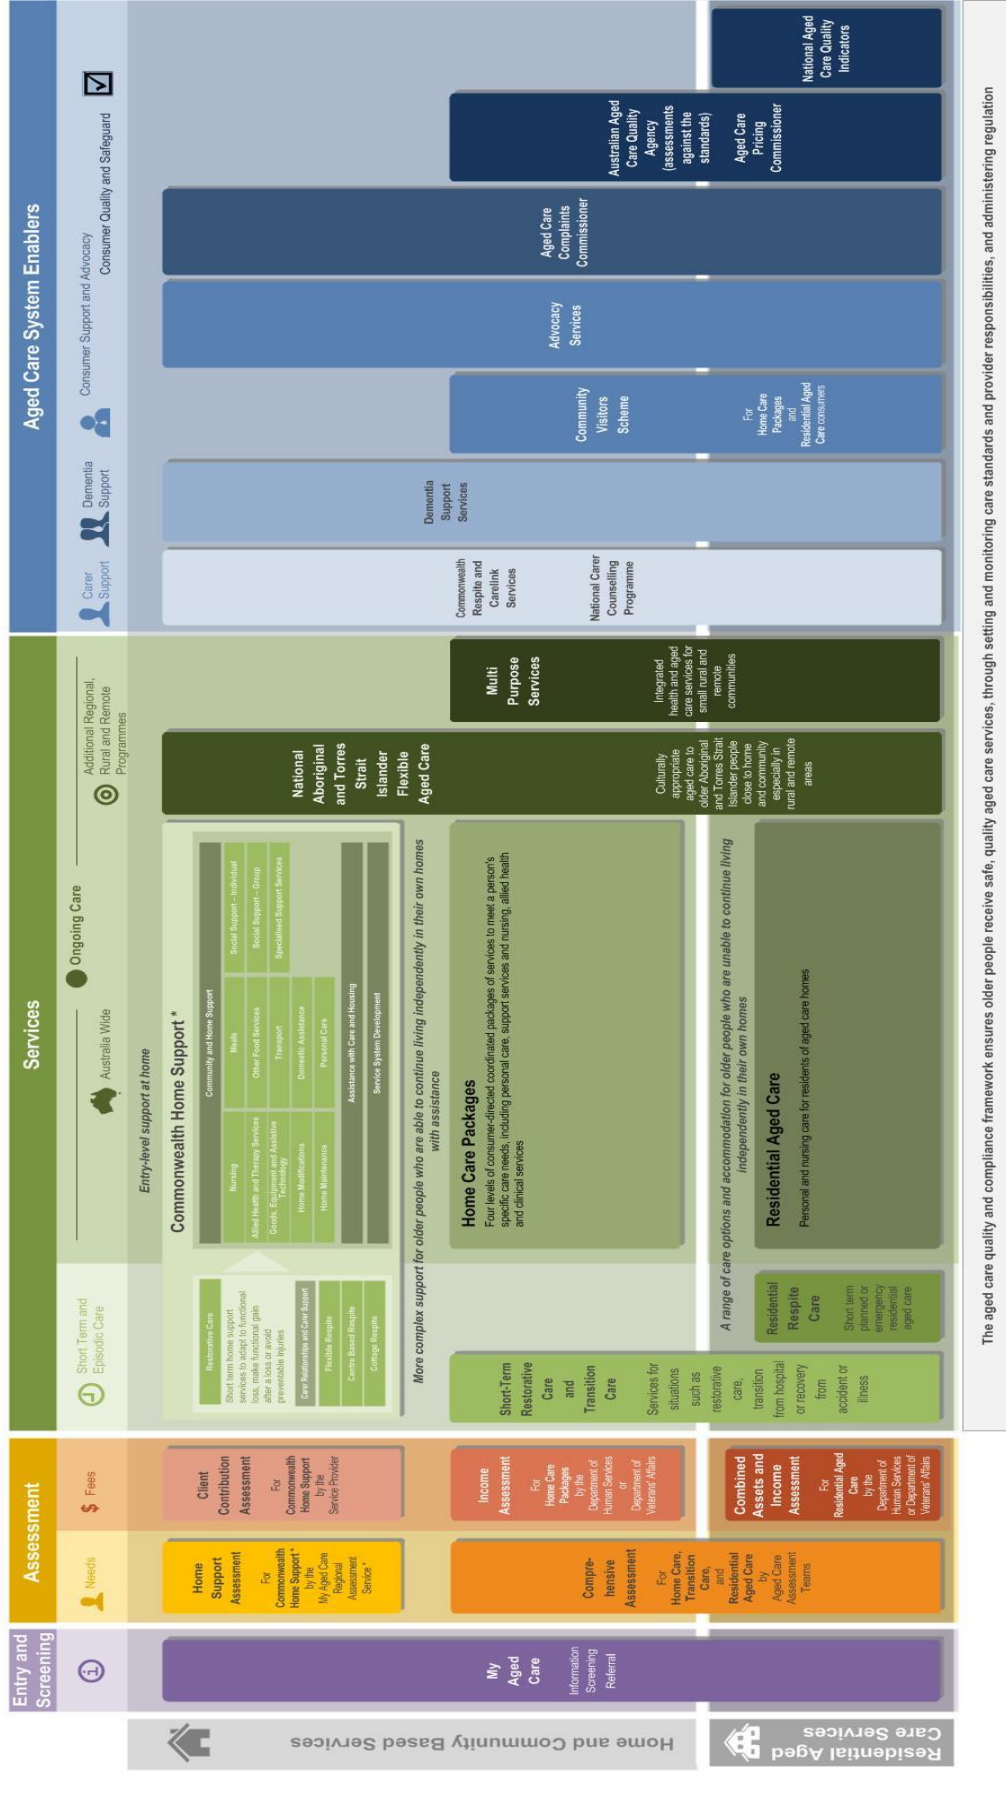 Entry and
Screening
Assessment
Services
Aged Care System Enablers
Needs
$ Fees
Short Term and
Episodic Care
Ongoing Care
Australia Wide
Additional Regional,
Rural and Remote
Programmes
Carer
Support
Dementia
Support
Consumer Support and Advocacy
Consumer Quality and Safeguard
Home and Community Based Services
Residential Aged
Care Services
My
Aged
Care
Information
Screening
Referral
Home
Support
Assessment
For
Commonwealth
Home Support*
by the
My Aged Care
Regional
Assessment
Service*
Compre-
hensive
Assessment
For
Home Care,
Transition
Care,
and
Residential
Aged Care
by
Aged Care
Assessment
Teams
Client
Contribution
Assessment
For
Commonwealth
Home Support
by the
Service Provider
Income
Assessment
For
Home Care
Packages
by the
Department of
Human Services
or
Department of
Veterans' Affairs
Combined
Assets and
Income
Assessment
For
Residential Aged
Care
by the
Department of
Human Services
or Department of
Veterans' Affairs
Entry-level support at home
Commonwealth Home Support *
Restorative Care
Short term home support
services to adapt to functional
loss, make functional gain
after a loss or avoid
preventable injuries
Carer Relationships and Carer Support
Flexible Respite
Centre Based Respite
Cottage Respite
Community and Home Support
Nursing
Meals
Social Support – Individual
Allied Health and Therapy Services
Other Food Services
Social Support – Group
Goods, Equipment and Assistive
Technology
Transport
Specialised Support Services
Home Modifications
Domestic Assistance
Home Maintenance
Personal Care
Assistance with Care and Housing
Service System Development
More complex support for older people who are able to continue living independently in their own homes
with assistance
Short-Term
Restorative
Care
and
Transition
Care
Services for
situations
such as
restorative
care,
transition
from hospital
or recovery
from
accident or
illness
Home Care Packages
Four levels of consumer-directed coordinated packages of services to meet a person's
specific care needs, including personal care, support services and nursing, allied health
and clinical services
A range of care options and accommodation for older people who are unable to continue living
independently in their own homes
Residential
Respite
Care
Short term
planned or
emergency
residential
aged care
Residential Aged Care
Personal and nursing care for residents of aged care homes
National
Aboriginal
and Torres
Strait
Islander
Flexible
Aged Care
Culturally
appropriate
aged care to
older Aboriginal
and Torres Strait
Islander people
close to home
and community
especially in
rural and remote
areas
Multi
Purpose
Services
Integrated
health and aged
care services for
small rural and
remote
communities
Commonwealth
Respite and
Carelink
Services
National Carer
Counselling
Programme
Dementia
Support
Services
Community
Visitors
Scheme
For
Home Care
Packages
and
Residential Aged
Care consumers
Advocacy
Services
Aged Care
Complaints
Commissioner
Australian Aged
Care Quality
Agency
(assessments
against the
standards)
Aged Care
Pricing
Commissioner
National Aged
Care Quality
Indicators
The aged care quality and compliance framework ensures older people receive safe, quality aged care services, through setting and monitoring care standards and provider responsibilities, and administering regulation